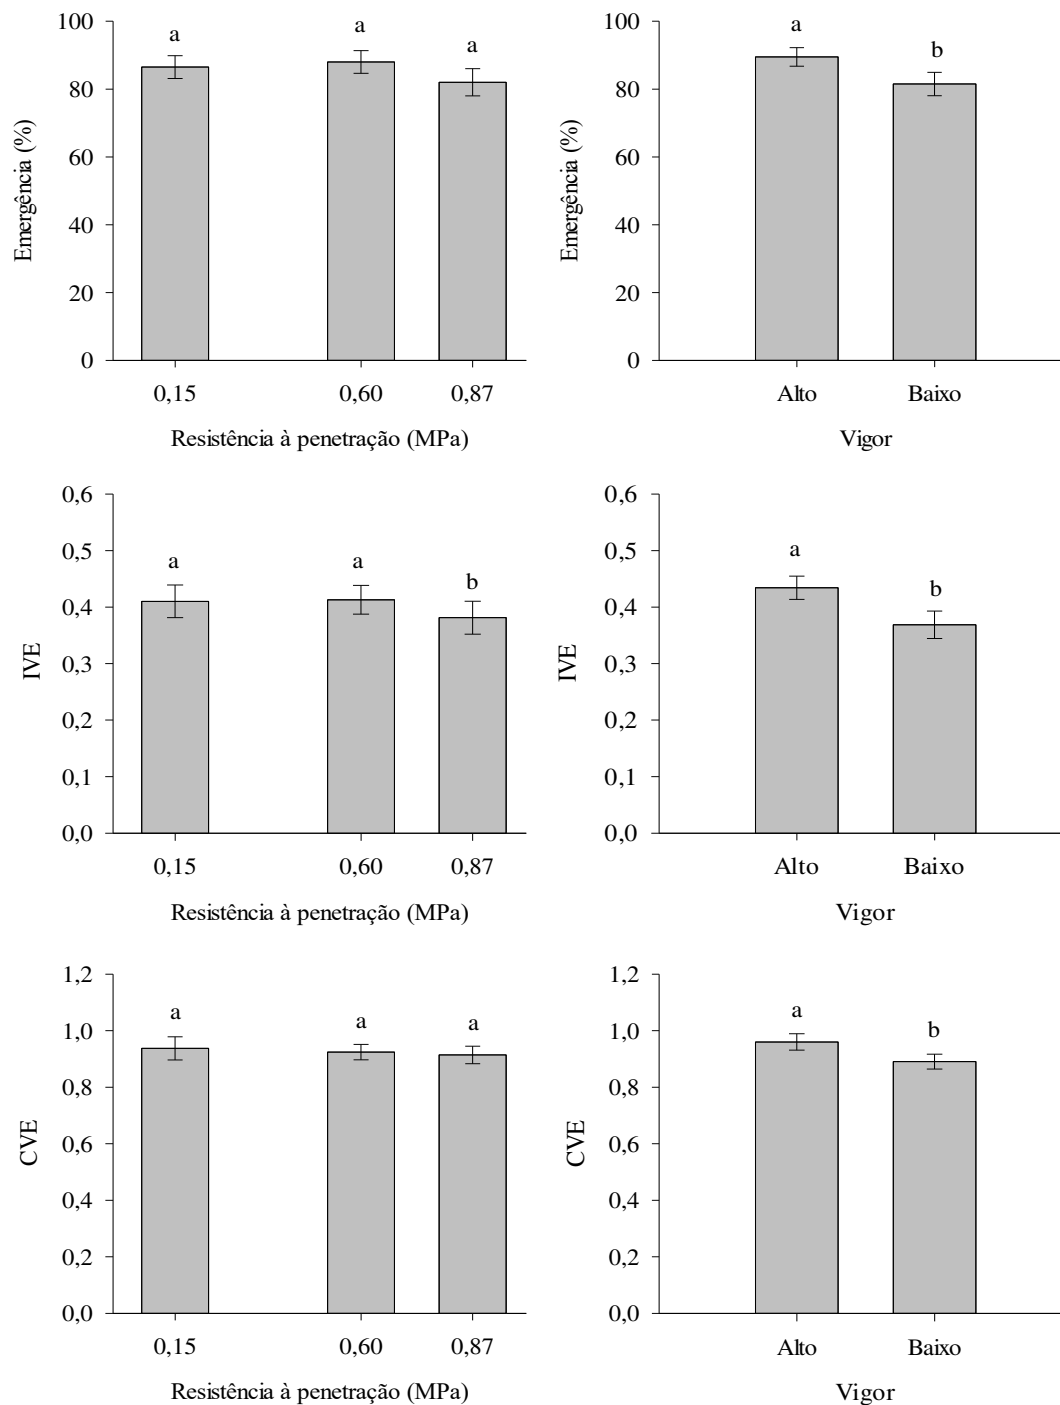 100
80
60
40
20
0
Emergência (%)
a
a
a
0,15
0,60
0,87
Resistência à penetração (MPa)
100
80
60
40
20
0
Emergência (%)
a
b
Alto
Baixo
Vigor
0,6
0,5
0,4
0,3
0,2
0,1
0,0
IVE
a
a
b
0,15
0,60
0,87
Resistência à penetração (MPa)
0,6
0,5
0,4
0,3
0,2
0,1
0,0
IVE
a
b
Alto
Baixo
Vigor
1,2
1,0
0,8
0,6
0,4
0,2
0,0
CVE
a
a
a
0,15
0,60
0,87
Resistência à penetração (MPa)
1,2
1,0
0,8
0,6
0,4
0,2
0,0
CVE
a
b
Alto
Baixo
Vigor